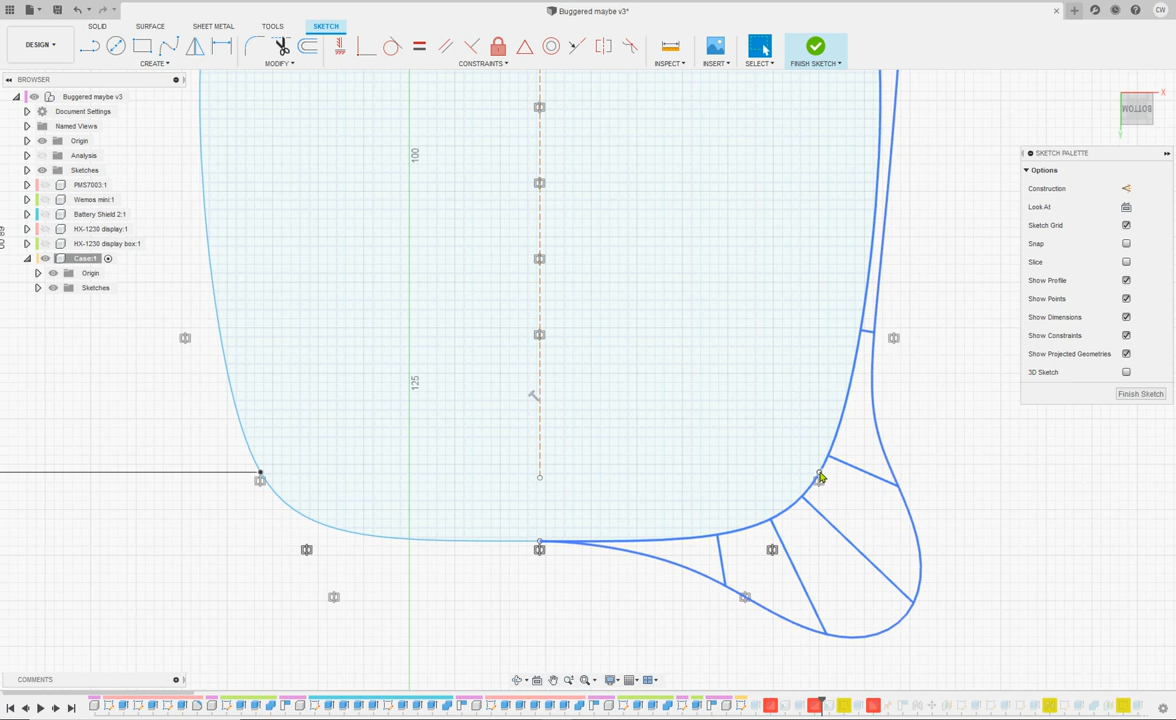 Buggered maybe v3*
CW
SOLID
SURFACE
SHEET METAL
TOOLS
SKETCH
DESIGN
CREATE
MODIFY
CONSTRAINTS
INSPECT
INSERT
SELECT
FINISH SKETCH
BROWSER
Buggered maybe v3
Document Settings
Named Views
Origin
Analysis
Sketches
PMS7003:1
Wemos mini:1
Battery Shield 2:1
HX-1230 display:1
HX-1230 display box:1
Case:1
Origin
Sketches
100
125
X
BOTTOM
Y
SKETCH PALETTE
Options
Construction
Look At
Sketch Grid
Snap
Slice
Show Profile
Show Points
Show Dimensions
Show Constraints
Show Projected Geometries
3D Sketch
Finish Sketch
COMMENTS